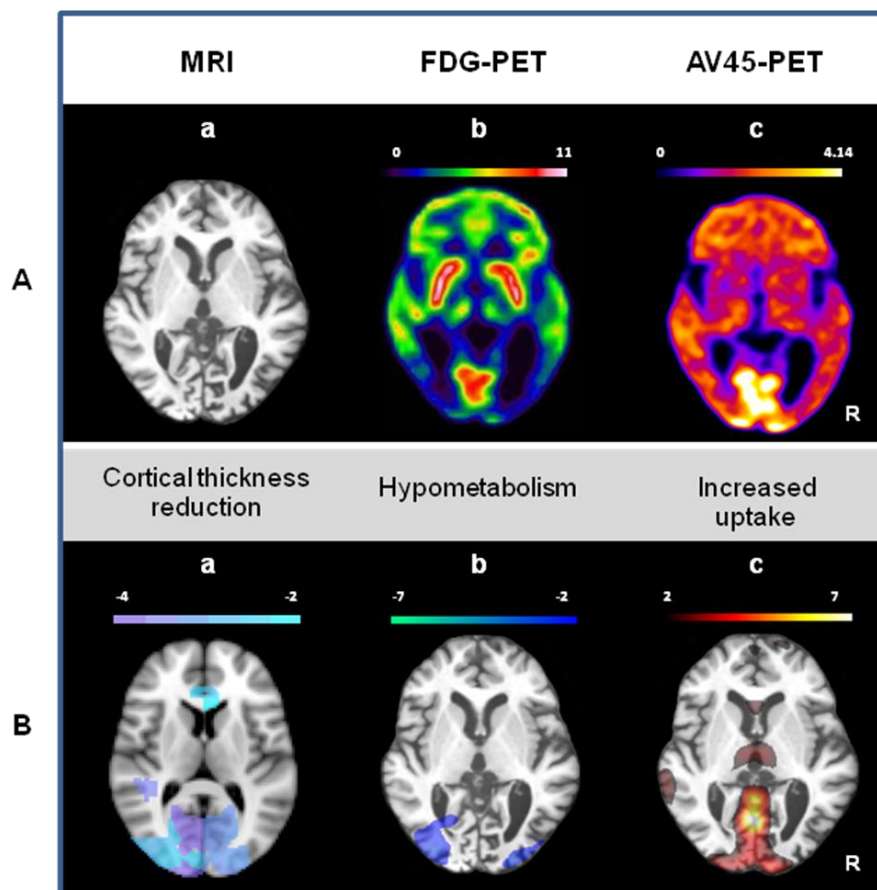 MRI FDG-PET AV45-PET
a b c
0 11 0 4.14
A
R
Cortical thickness reduction Hypometabolism Increased uptake
a b c
-4 -2 -7 -2 2 7
B
R